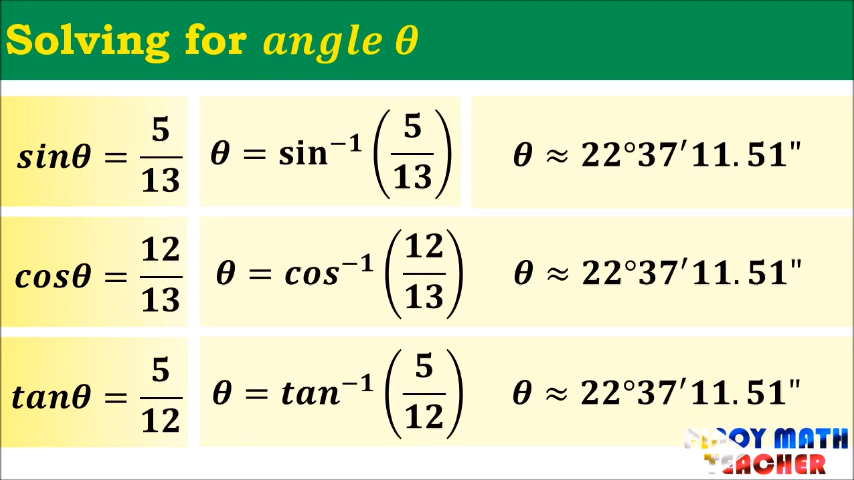 Solving for angle θ
sinθ = 5/13 θ = sin⁻¹(5/13) θ ≈ 22°37′11.51"
cosθ = 12/13 θ = cos⁻¹(12/13) θ ≈ 22°37′11.51"
tanθ = 5/12 θ = tan⁻¹(5/12) θ ≈ 22°37′11.51"
MATH
TEACHER